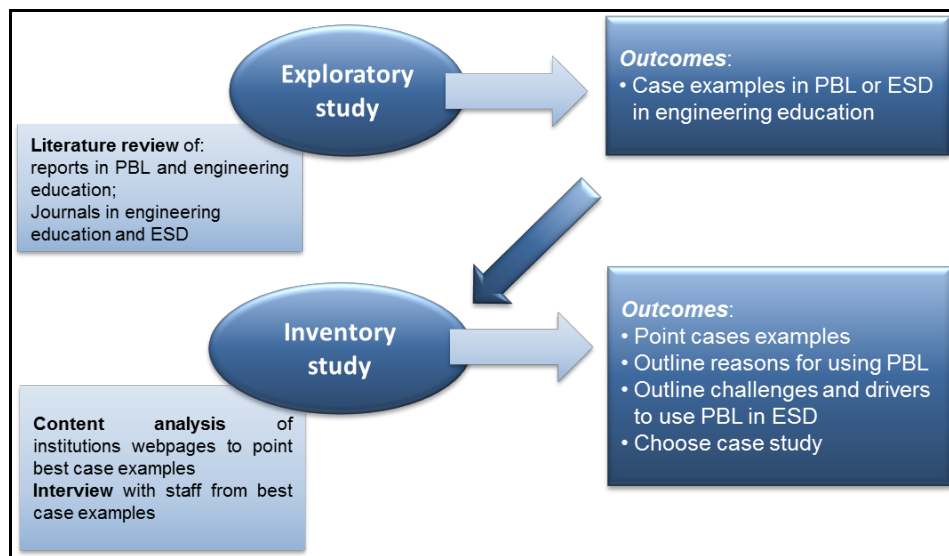 Exploratory
study
Literature review of:
reports in PBL and engineering
education;
Journals in engineering
education and ESD
Outcomes:
• Case examples in PBL or ESD
in engineering education
Inventory
study
Content analysis of
institutions webpages to point
best case examples
Interview with staff from best
case examples
Outcomes:
• Point cases examples
• Outline reasons for using PBL
• Outline challenges and drivers
to use PBL in ESD
• Choose case study